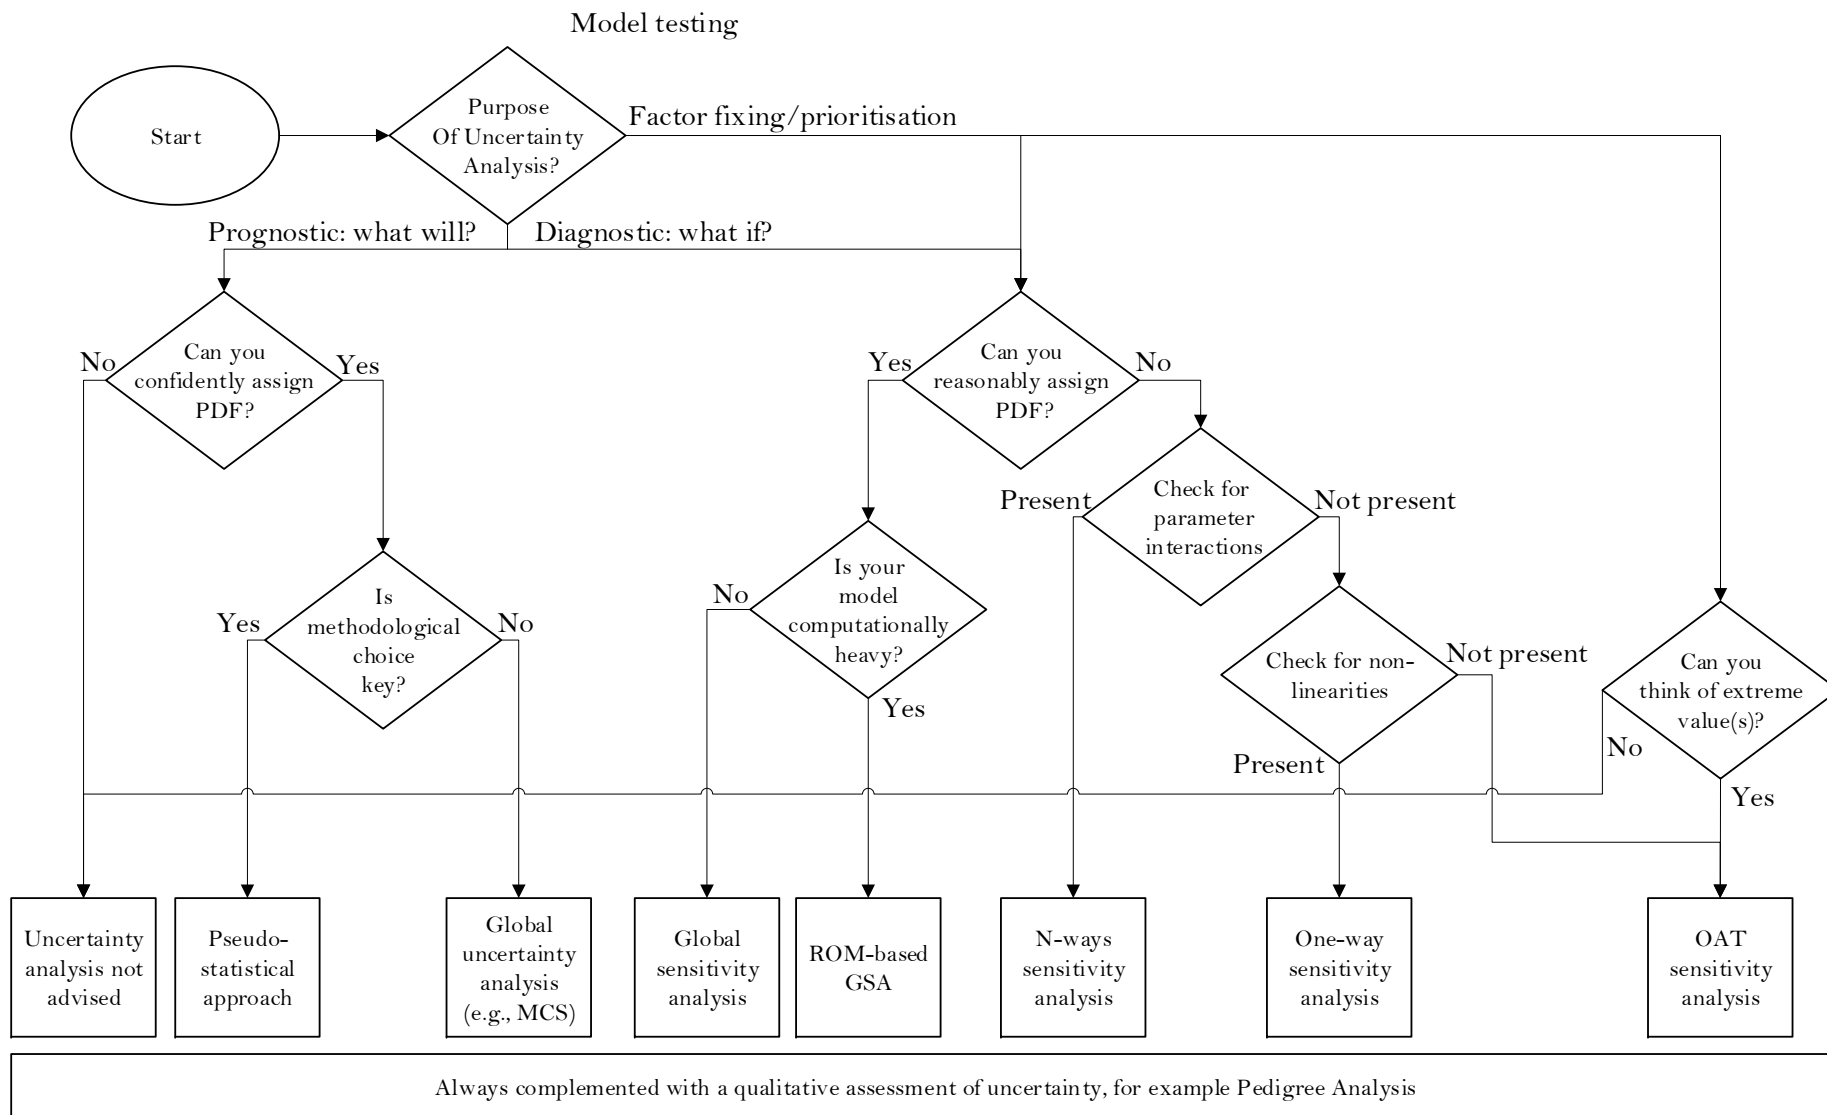 Model testing
Start
Purpose
Of Uncertainty
Analysis?
Factor fixing/prioritisation
Prognostic: what will?
Diagnostic: what if?
No
Can you
confidently assign
PDF?
Yes
Yes
Can you
reasonably assign
PDF?
No
Present
Check for
parameter
interactions
Not present
Yes
Is
methodological
choice
key?
No
No
Is your
model
computationally
heavy?
Yes
Check for non-
linearities
Not present
Present
Can you
think of extreme
value(s)?
No
Yes
Uncertainty
analysis not
advised
Pseudo-
statistical
approach
Global
uncertainty
analysis
(e.g., MCS)
Global
sensitivity
analysis
ROM-based
GSA
N-ways
sensitivity
analysis
One-way
sensitivity
analysis
OAT
sensitivity
analysis
Always complemented with a qualitative assessment of uncertainty, for example Pedigree Analysis